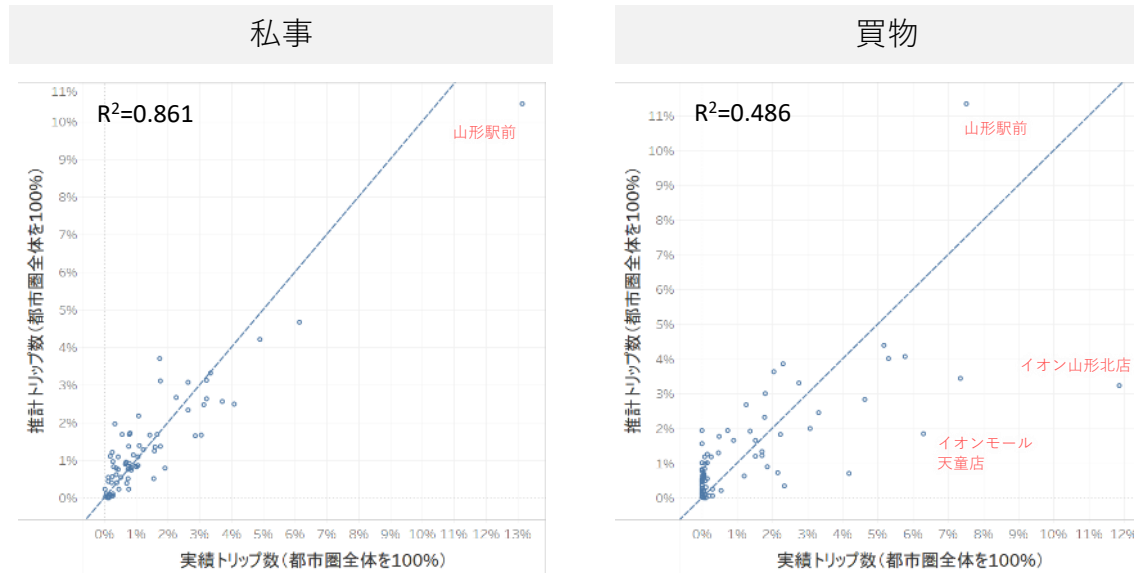 私事
買物
R²=0.861
山形駅前
11%
10%
9%
8%
7%
6%
5%
4%
3%
2%
1%
0%
推計トリップ数(都市圏全体を100%)
0% 1% 2% 3% 4% 5% 6% 7% 8% 9% 10% 11% 12% 13%
実績トリップ数(都市圏全体を100%)
R²=0.486
山形駅前
イオン山形北店
イオンモール
天童店
11%
10%
9%
8%
7%
6%
5%
4%
3%
2%
1%
0%
推計トリップ数(都市圏全体を100%)
0% 1% 2% 3% 4% 5% 6% 7% 8% 9% 10% 11% 12%
実績トリップ数(都市圏全体を100%)